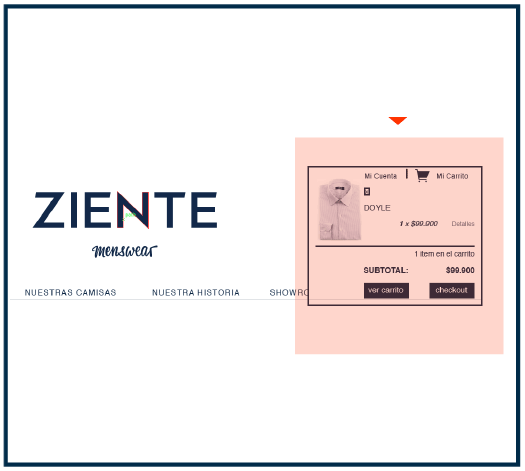 ZIENTE
menswear
NUESTRAS CAMISAS NUESTRA HISTORIA SHOWRO
Mi Cuenta | Mi Carrito
DOYLE
1 x $99.900 Detalles
1 item en el carrito
SUBTOTAL: $99.900
ver carrito checkout